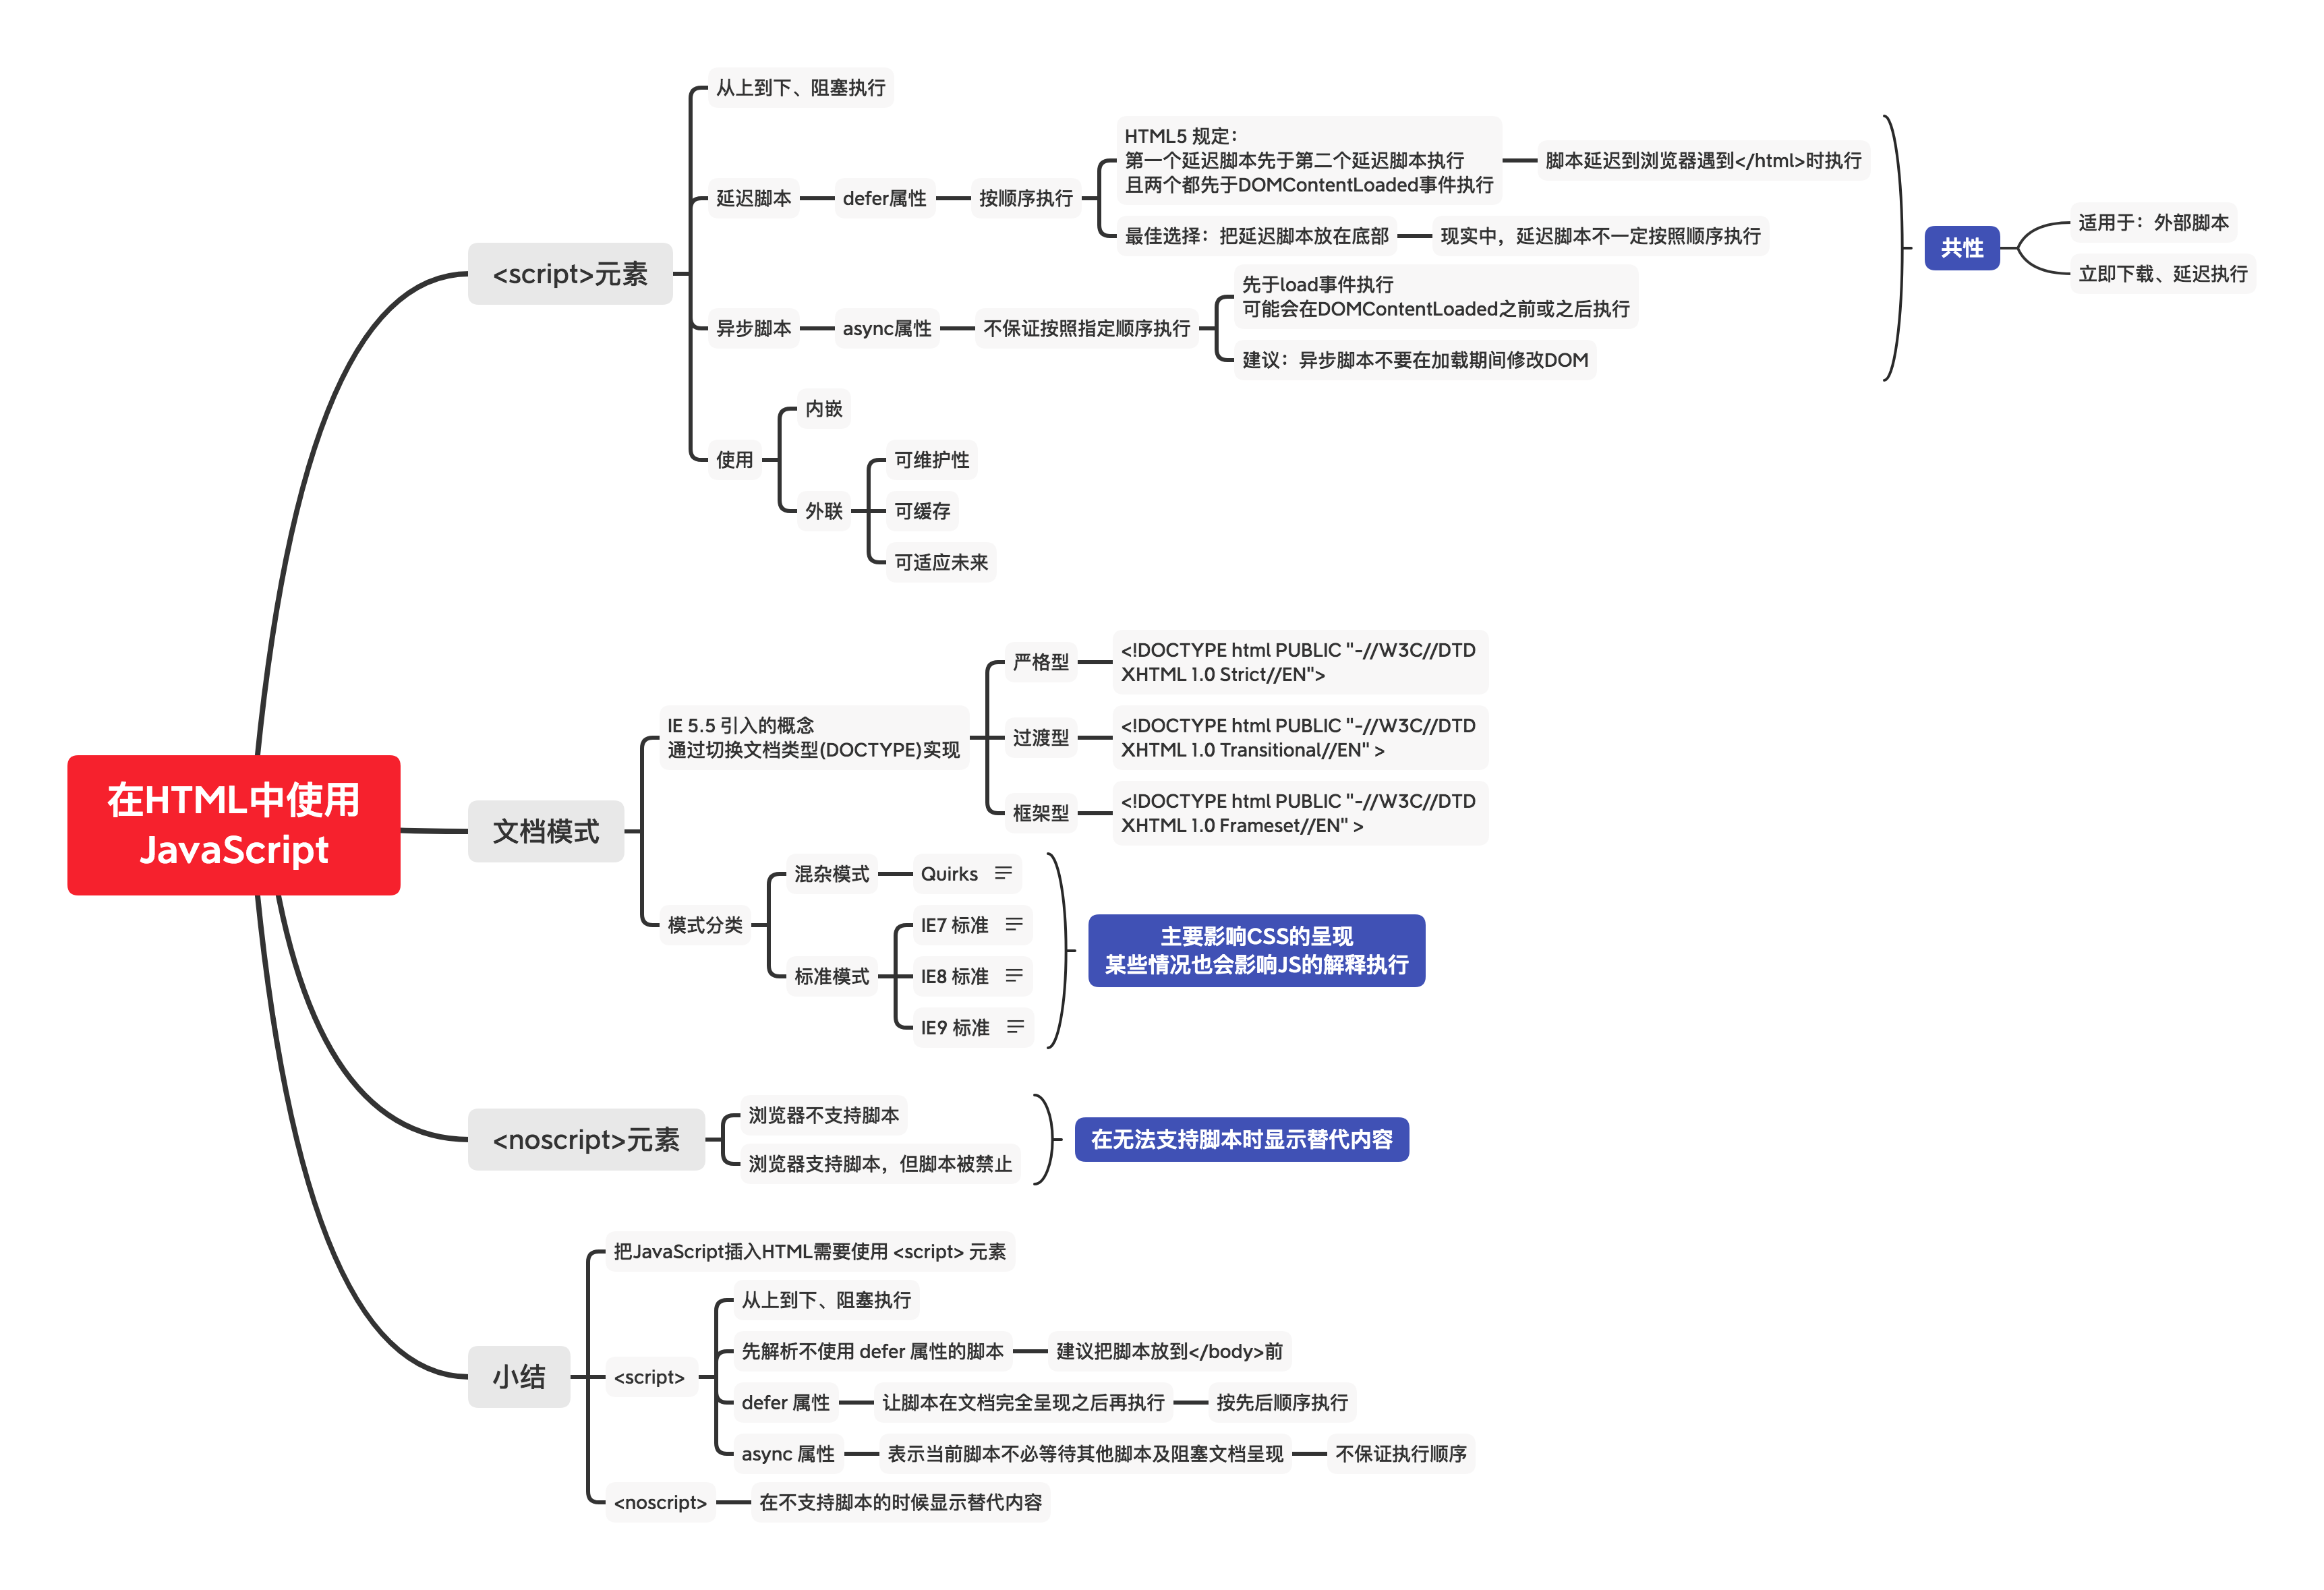 在HTML中使用
JavaScript
<script>元素
从上到下、阻塞执行
延迟脚本
defer属性
按顺序执行
HTML5 规定：
第一个延迟脚本先于第二个延迟脚本执行
且两个都先于DOMContentLoaded事件执行
脚本延迟到浏览器遇到</html>时执行
最佳选择：把延迟脚本放在底部
现实中，延迟脚本不一定按照顺序执行
异步脚本
async属性
不保证按照指定顺序执行
先于load事件执行
可能会在DOMContentLoaded之前或之后执行
建议：异步脚本不要在加载期间修改DOM
共性
适用于：外部脚本
立即下载、延迟执行
使用
内嵌
外联
可维护性
可缓存
可适应未来
文档模式
IE 5.5 引入的概念
通过切换文档类型(DOCTYPE)实现
严格型
<!DOCTYPE html PUBLIC "-//W3C//DTD
XHTML 1.0 Strict//EN">
过渡型
<!DOCTYPE html PUBLIC "-//W3C//DTD
XHTML 1.0 Transitional//EN" >
框架型
<!DOCTYPE html PUBLIC "-//W3C//DTD
XHTML 1.0 Frameset//EN" >
模式分类
混杂模式
Quirks
标准模式
IE7 标准
IE8 标准
IE9 标准
主要影响CSS的呈现
某些情况也会影响JS的解释执行
<noscript>元素
浏览器不支持脚本
浏览器支持脚本，但脚本被禁止
在无法支持脚本时显示替代内容
小结
把JavaScript插入HTML需要使用 <script> 元素
<script>
从上到下、阻塞执行
先解析不使用 defer 属性的脚本
建议把脚本放到</body>前
defer 属性
让脚本在文档完全呈现之后再执行
按先后顺序执行
async 属性
表示当前脚本不必等待其他脚本及阻塞文档呈现
不保证执行顺序
<noscript>
在不支持脚本的时候显示替代内容